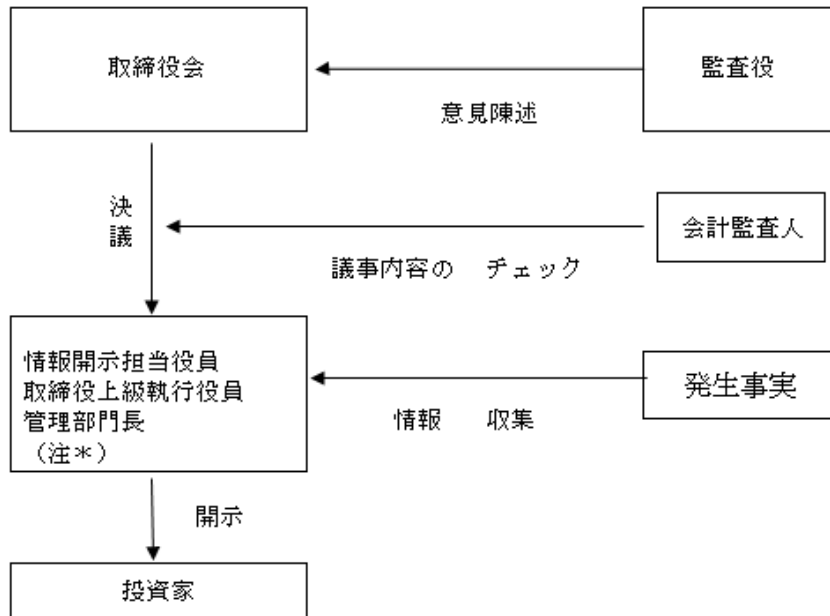 取締役会
監査役
意見陳述
決
議
会計監査人
議事内容の チェック
情報開示担当役員
取締役上級執行役員
管理部門長
(注＊)
発生事実
情報 収集
開示
投資家